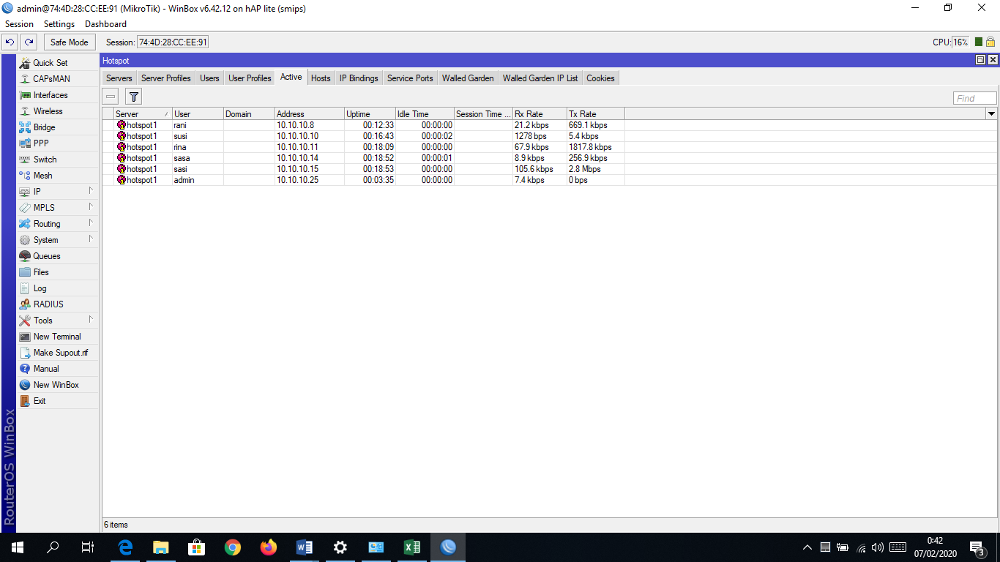 admin@74:4D:28:CC:EE:91 (MikroTik) - WinBox v6.42.12 on hAP lite (smips)
Session Settings Dashboard
Safe Mode Session: 74:4D:28:CC:EE:91 CPU: 16%
Quick Set
CAPsMAN
Interfaces
Wireless
Bridge
PPP
Switch
Mesh
IP
MPLS
Routing
System
Queues
Files
Log
RADIUS
Tools
New Terminal
Make Supout.rif
Manual
New WinBox
Exit
RouterOS WinBox
Hotspot
Servers Server Profiles Users User Profiles Active Hosts IP Bindings Service Ports Walled Garden Walled Garden IP List Cookies
Find
Server User Domain Address Uptime Idle Time Session Time ... Rx Rate Tx Rate
hotspot1 rani 10.10.10.8 00:12:33 00:00:00 21.2 kbps 669.1 kbps
hotspot1 susi 10.10.10.10 00:16:43 00:00:02 1278 bps 5.4 kbps
hotspot1 rina 10.10.10.11 00:18:09 00:00:00 67.9 kbps 1817.8 kbps
hotspot1 sasa 10.10.10.14 00:18:52 00:00:01 8.9 kbps 256.9 kbps
hotspot1 sasi 10.10.10.15 00:18:53 00:00:00 105.6 kbps 2.8 Mbps
hotspot1 admin 10.10.10.25 00:03:35 00:00:00 7.4 kbps 0 bps
6 items
0:42
07/02/2020
3